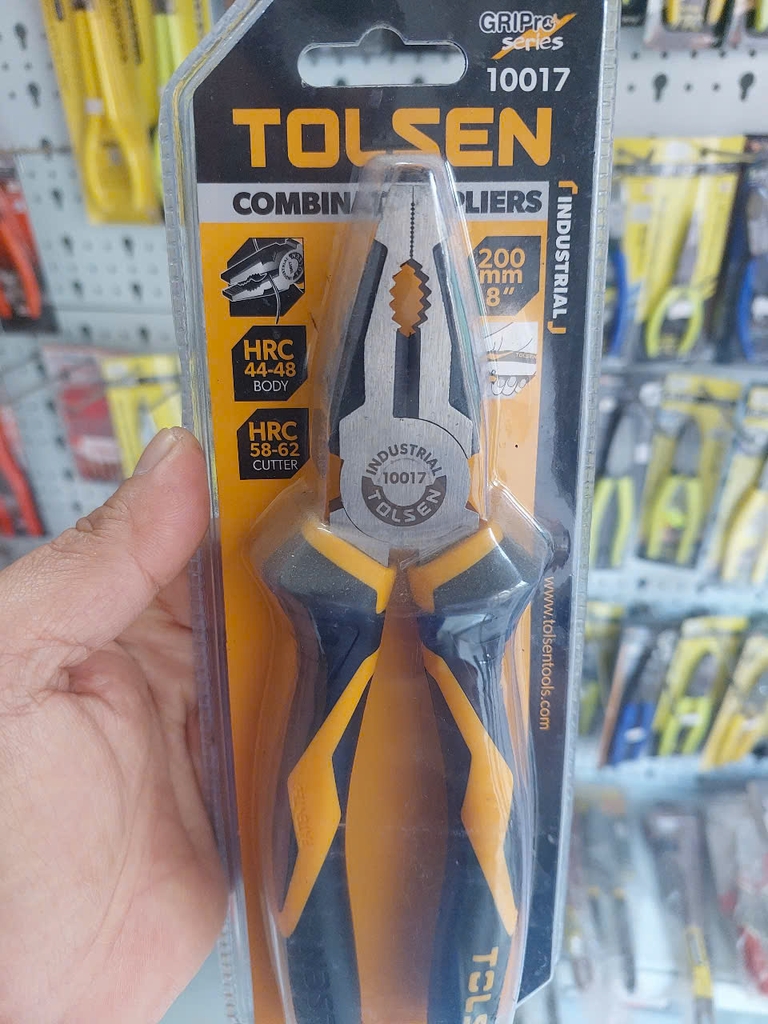 GRIPro
series
10017
TOLSEN
COMBINAT PLIERS
INDUSTRIAL
200
mm
8"
HRC
44-48
BODY
HRC
58-62
CUTTER
INDUSTRIAL
10017
TOLSEN
www.tolsentools.com
TOLS